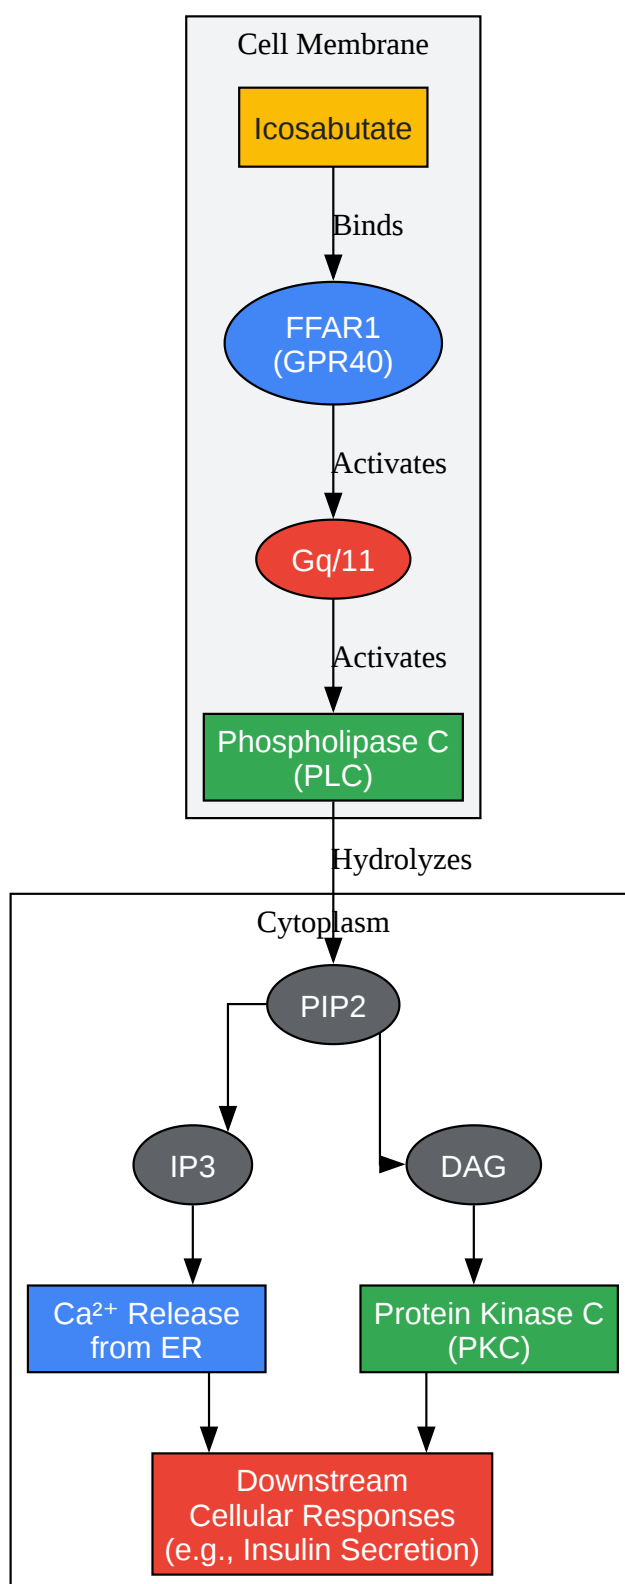 Cell Membrane
Icosabutate
Binds
FFAR1
(GPR40)
Activates
Gq/11
Activates
Phospholipase C
(PLC)
Hydrolyzes
Cytoplasm
PIP2
IP3
DAG
Ca²⁺ Release
from ER
Protein Kinase C
(PKC)
Downstream
Cellular Responses
(e.g., Insulin Secretion)